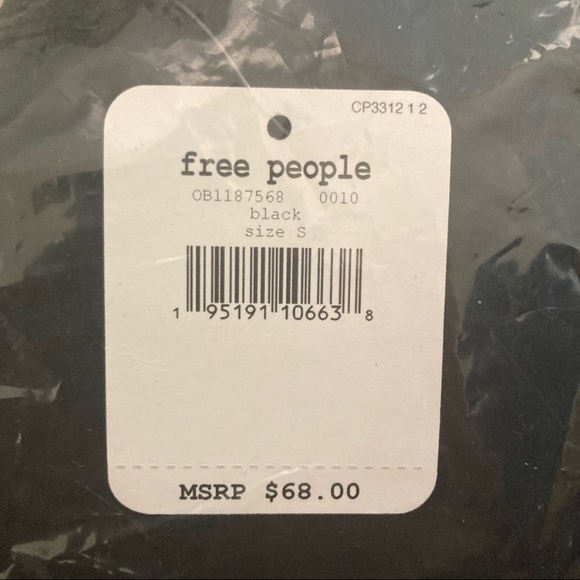 CP3312 1 2
free people
OB1187568 0010
black
size S
1 95191 10663 8
MSRP $68.00